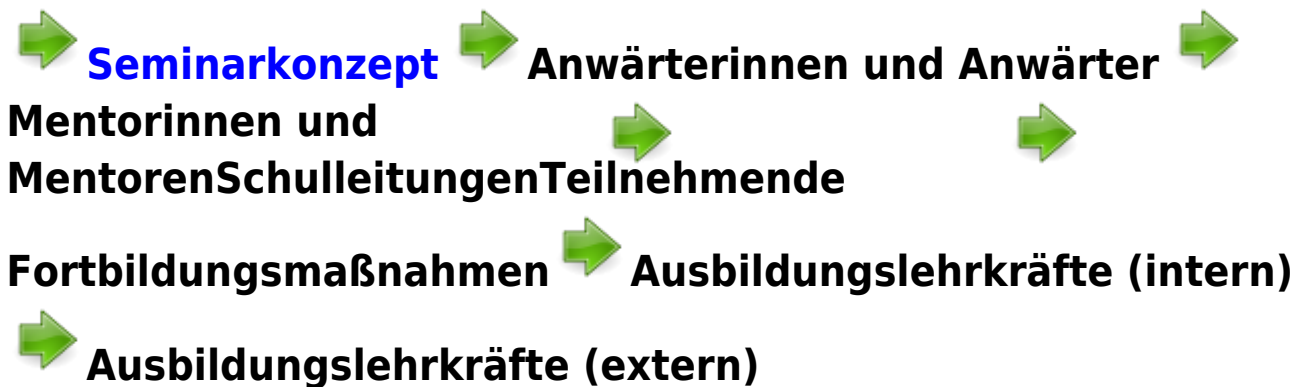 Seminarkonzept Anwärterinnen und Anwärter
Mentorinnen und
MentorenSchulleitungenTeilnehmende
Fortbildungsmaßnahmen Ausbildungslehrkräfte (intern)
Ausbildungslehrkräfte (extern)